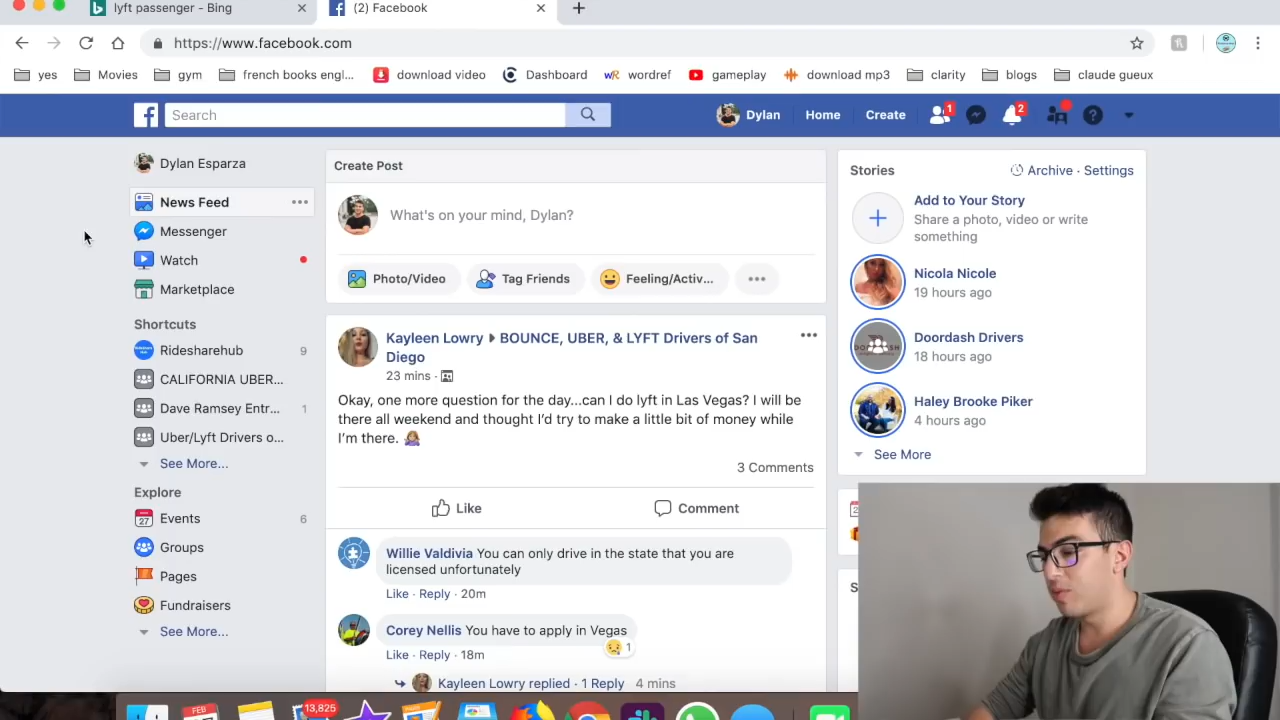 lyft passenger - Bing
(2) Facebook
https://www.facebook.com
yes
Movies
gym
french books engl...
download video
Dashboard
wordref
gameplay
download mp3
clarity
blogs
claude gueux
Search
Dylan
Home
Create
1
2
Dylan Esparza
News Feed
Messenger
Watch
Marketplace
Shortcuts
Ridesharehub 9
CALIFORNIA UBER...
Dave Ramsey Entr... 1
Uber/Lyft Drivers o...
See More...
Explore
27 Events 6
Groups
Pages
Fundraisers
See More...
Create Post
What's on your mind, Dylan?
Photo/Video
Tag Friends
Feeling/Activ...
Kayleen Lowry BOUNCE, UBER, & LYFT Drivers of San
Diego
23 mins ·
Okay, one more question for the day...can I do lyft in Las Vegas? I will be
there all weekend and thought I'd try to make a little bit of money while
I'm there.
3 Comments
Like
Comment
Willie Valdivia You can only drive in the state that you are
licensed unfortunately
Like · Reply · 20m
Corey Nellis You have to apply in Vegas
1
Like · Reply · 18m
Kayleen Lowry replied · 1 Reply 4 mins
Stories
Archive · Settings
Add to Your Story
Share a photo, video or write
something
Nicola Nicole
19 hours ago
Doordash Drivers
18 hours ago
Haley Brooke Piker
4 hours ago
See More
FEB
13,825